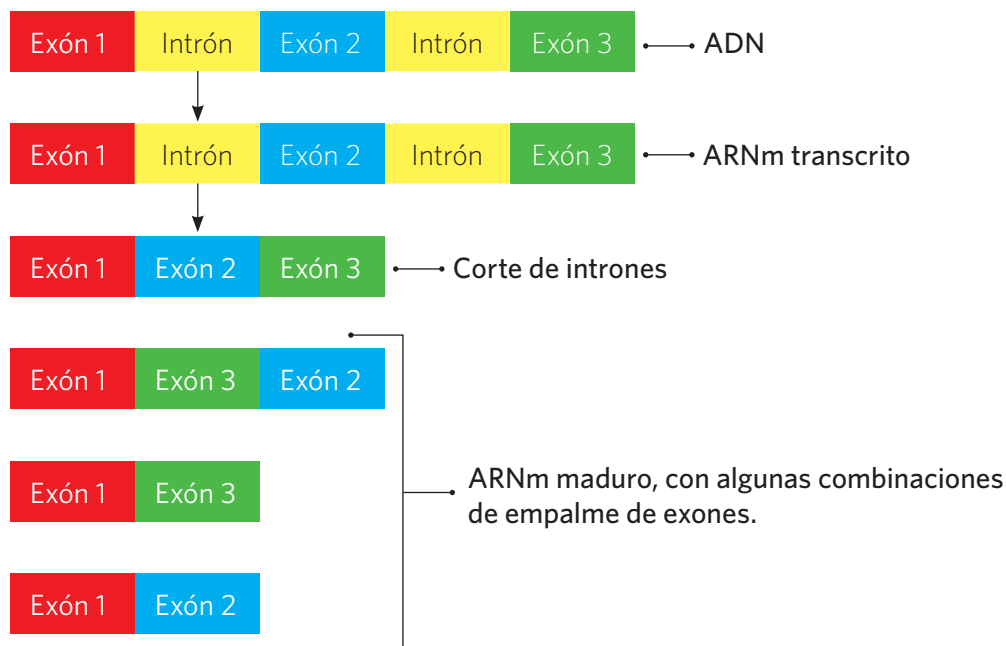 Exón 1 Intrón Exón 2 Intrón Exón 3 ADN
Exón 1 Intrón Exón 2 Intrón Exón 3 ARNm transcrito
Exón 1 Exón 2 Exón 3 Corte de intrones
Exón 1 Exón 3 Exón 2
Exón 1 Exón 3
ARNm maduro, con algunas combinaciones
de empalme de exones.
Exón 1 Exón 2